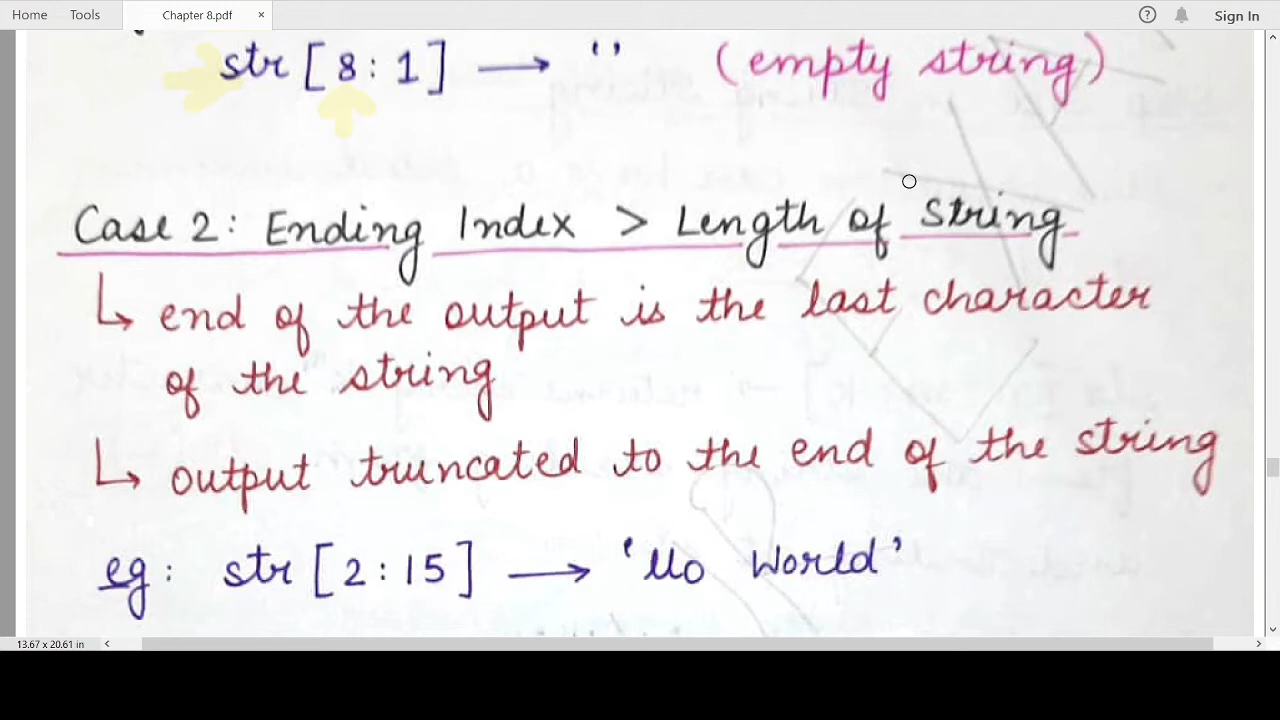 Home Tools Chapter 8.pdf × Sign In
str [8:1] → '' (empty string)
Case 2: Ending Index > Length of String
↳ end of the output is the last character
of the string
↳ output truncated to the end of the string
eg: str [2:15] → 'llo World'
13.67 x 20.61 in